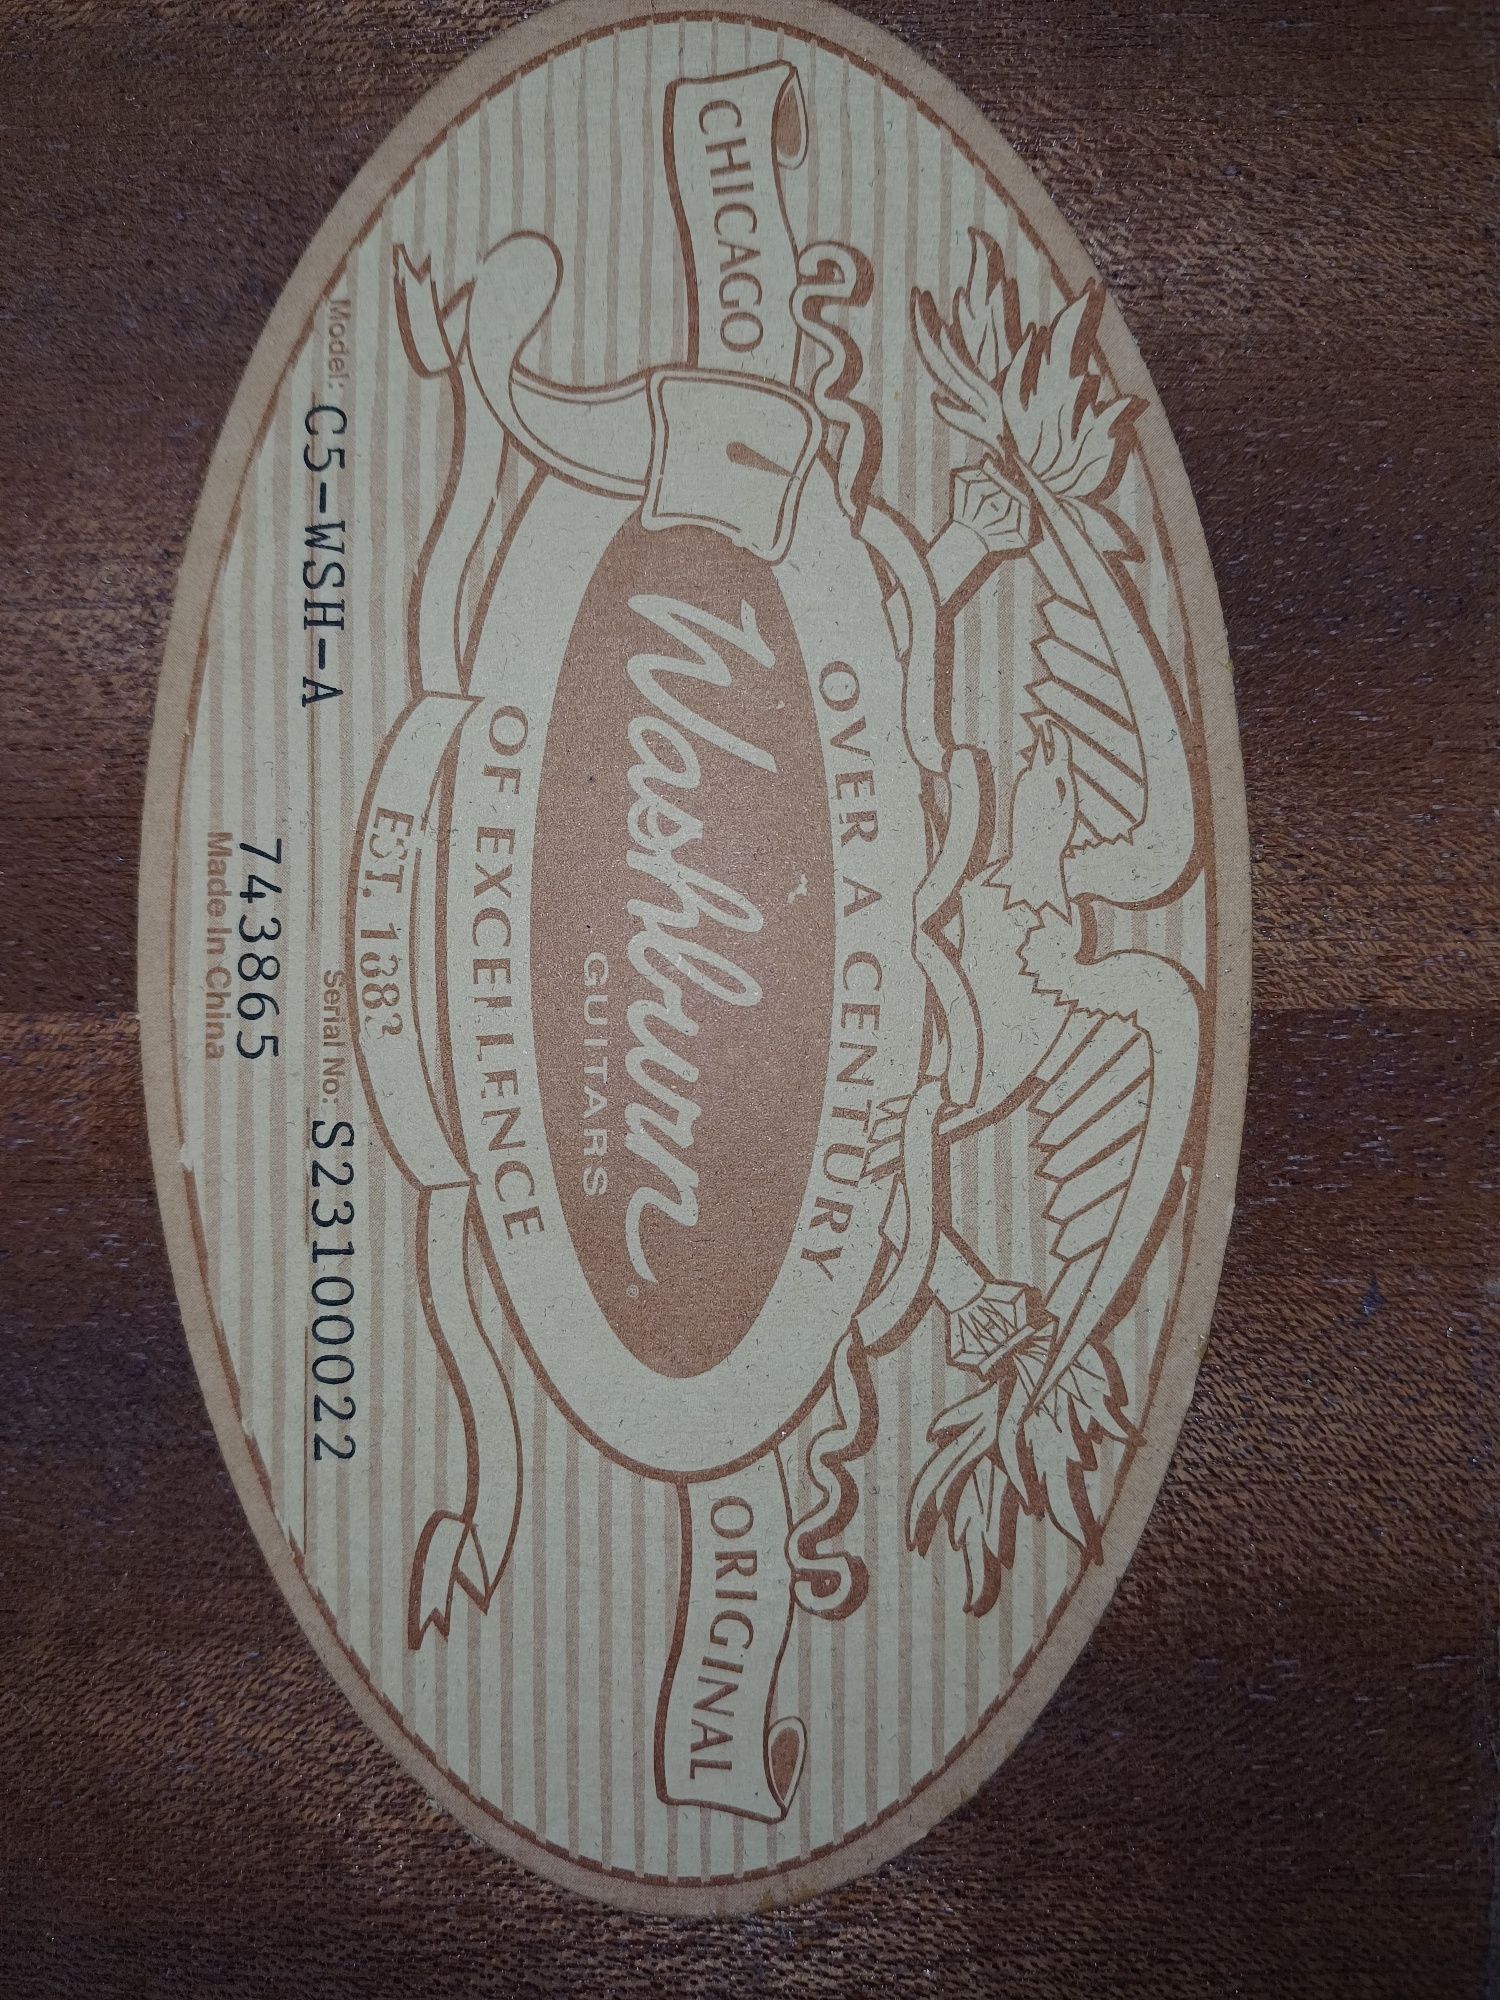 OVER A CENTURY
CHICAGO
Washburn®
GUITARS
ORIGINAL
OF EXCELLENCE
EST. 1883
Model: C5-WSH-A
Serial No: S23100022
743865
Made In China